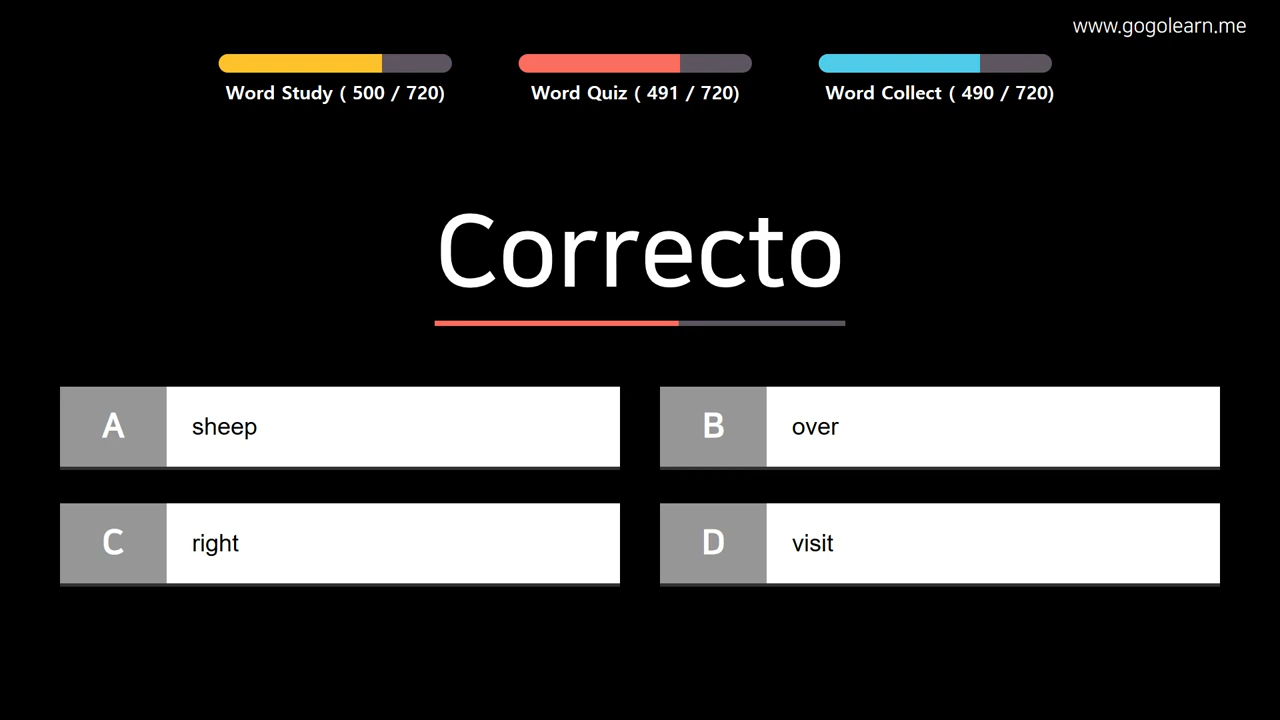 www.gogolearn.me
Word Study ( 500 / 720)
Word Quiz ( 491 / 720)
Word Collect ( 490 / 720)
Correcto
A sheep
B over
C right
D visit